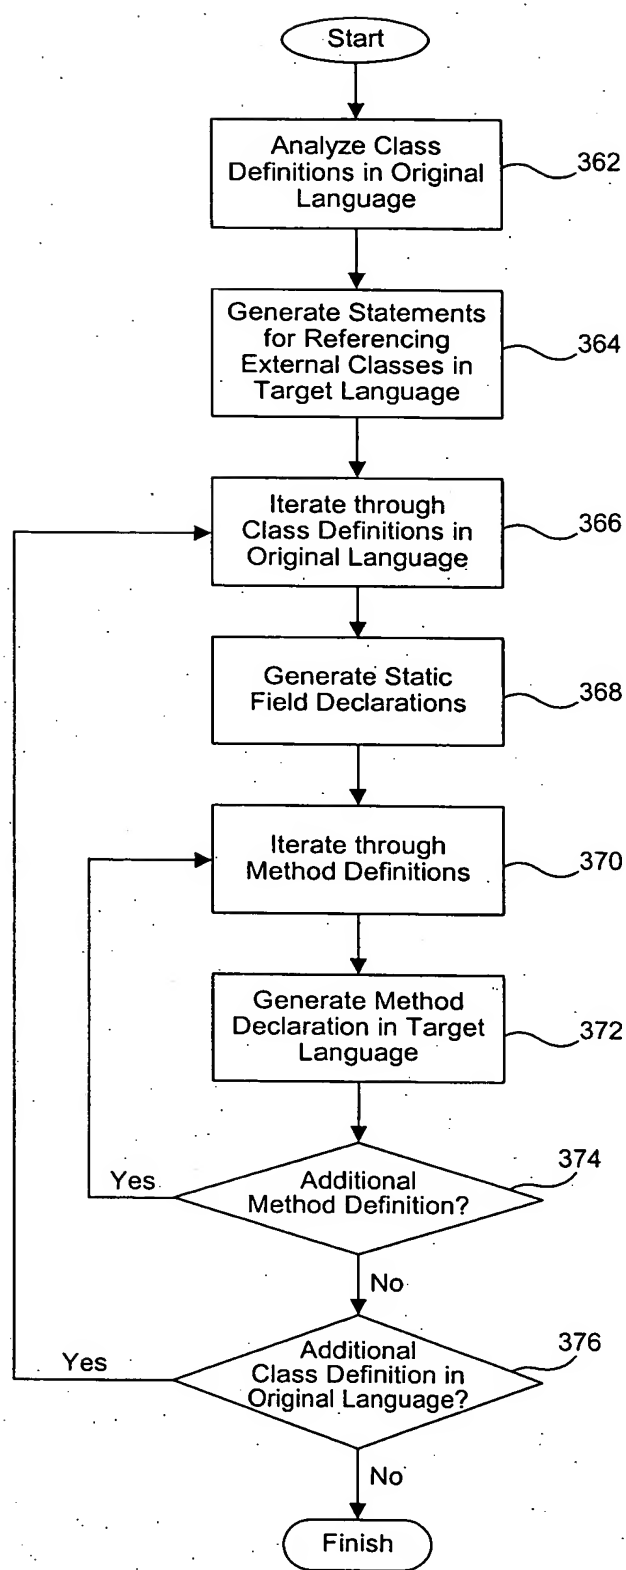 Start
Analyze Class
Definitions in Original
Language
362
Generate Statements
for Referencing
External Classes in
Target Language
364
Iterate through
Class Definitions in
Original Language
366
Generate Static
Field Declarations
368
Iterate through
Method Definitions
370
Generate Method
Declaration in Target
Language
372
Additional
Method Definition?
374
Yes
No
Additional
Class Definition in
Original Language?
376
Yes
No
Finish